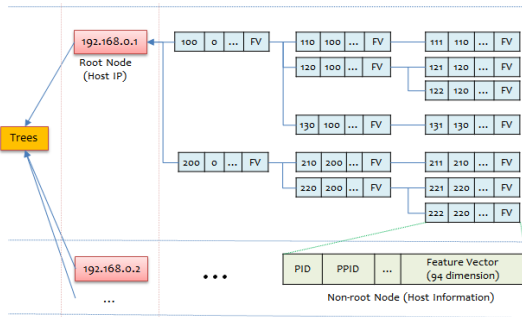 192.168.0.1
Root Node
(Host IP)
100 0 ... FV
110 100 ... FV
111 110 ... FV
120 100 ... FV
121 120 ... FV
122 120 ... FV
130 100 ... FV
131 130 ... FV
Trees
200 0 ... FV
210 200 ... FV
211 210 ... FV
220 200 ... FV
221 220 ... FV
222 220 ... FV
192.168.0.2
...
...
PID PPID ... Feature Vector
(94 dimension)
Non-root Node (Host Information)